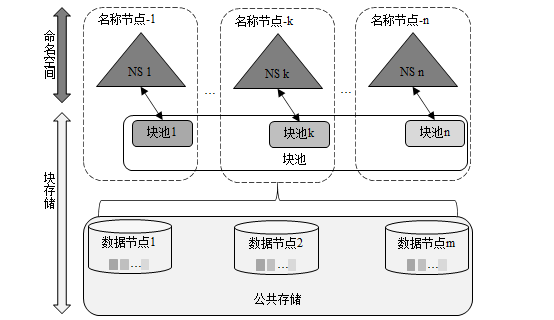 命名空间
名称节点-1
名称节点-k
名称节点-n
NS 1
NS k
NS n
...
...
块池1
块池k
块池n
块池
块存储
数据节点1
数据节点2
数据节点m
...
...
...
公共存储